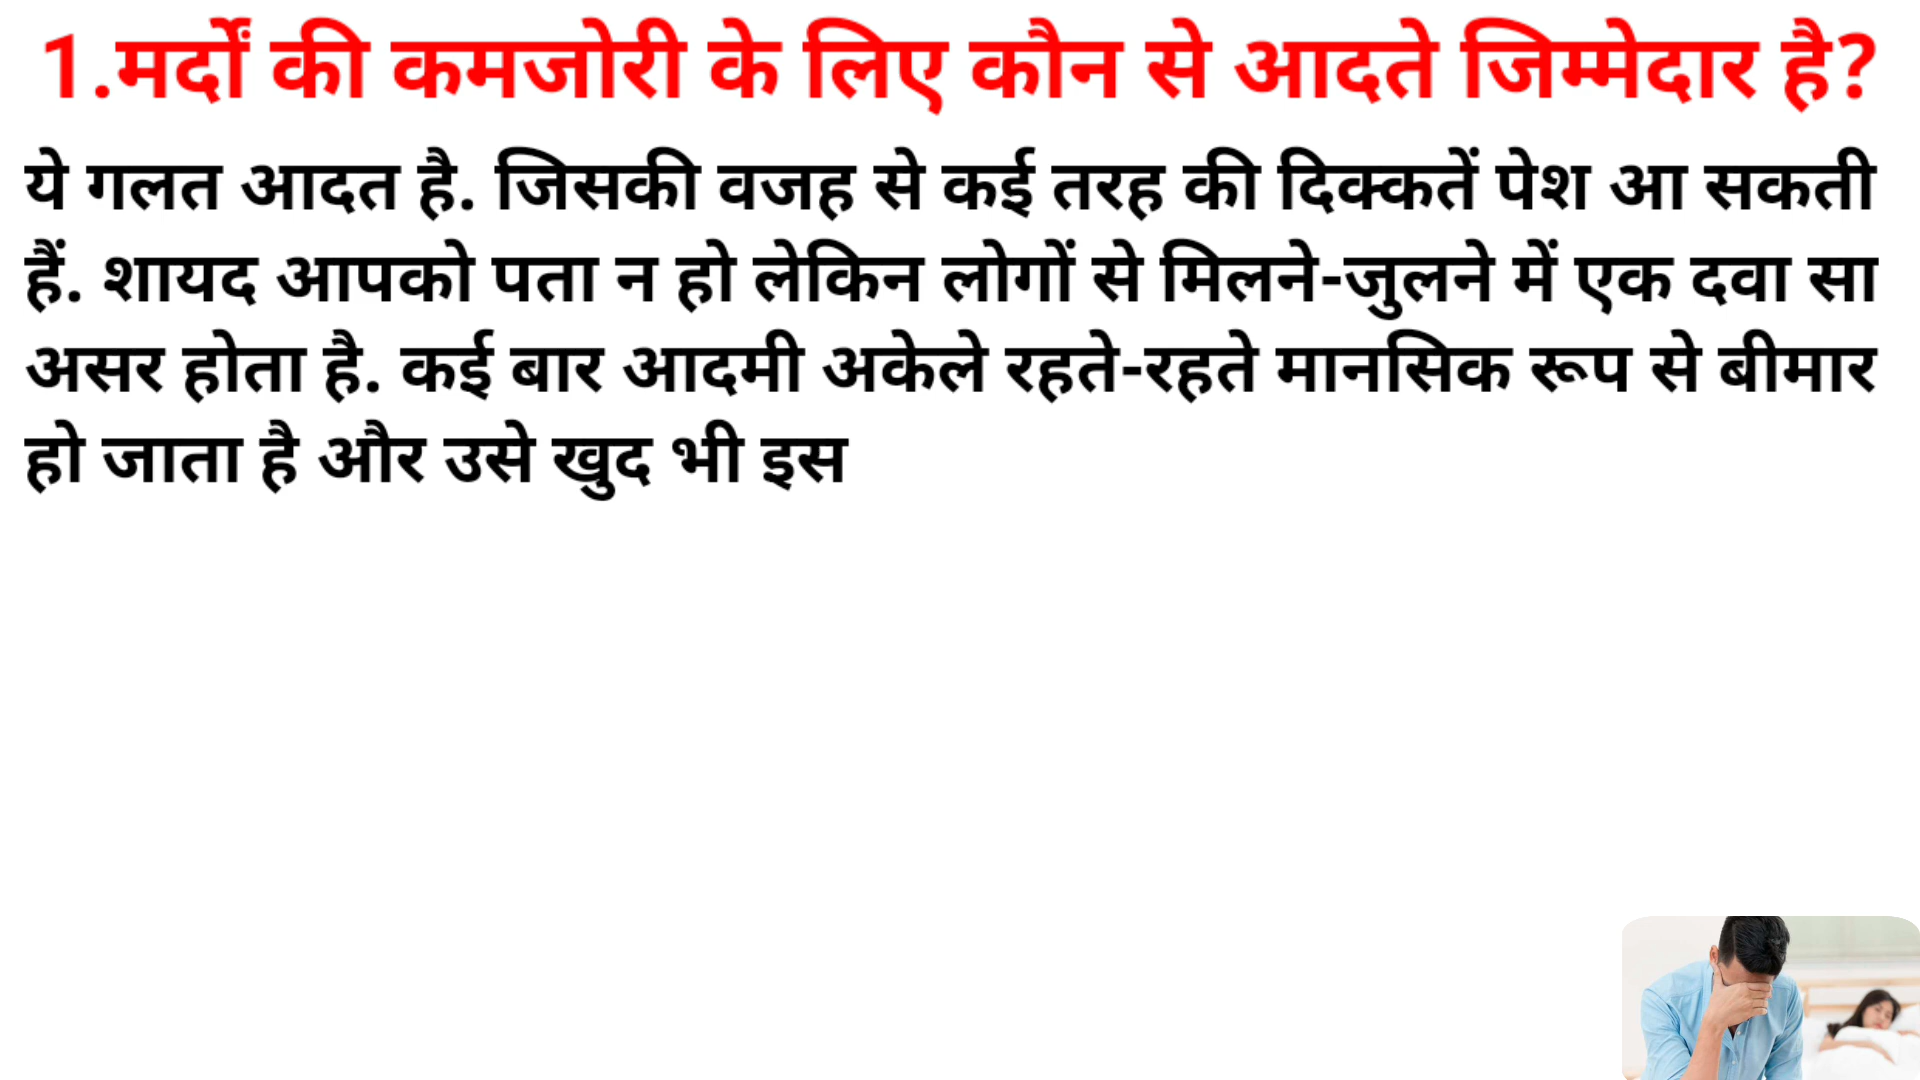 1.मर्दों की कमजोरी के लिए कौन से आदते जिम्मेदार है?
ये गलत आदत है. जिसकी वजह से कई तरह की दिक्कतें पेश आ सकती
हैं. शायद आपको पता न हो लेकिन लोगों से मिलने-जुलने में एक दवा सा
असर होता है. कई बार आदमी अकेले रहते-रहते मानसिक रूप से बीमार
हो जाता है और उसे खुद भी इस